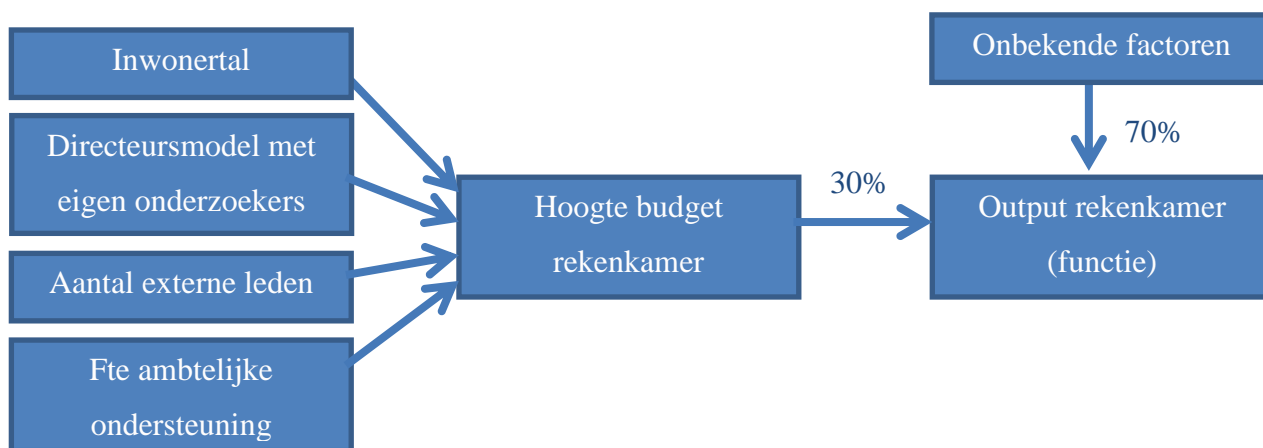 Inwonertal
Directeursmodel met
eigen onderzoekers
Aantal externe leden
Fte ambtelijke
ondersteuning
Hoogte budget
rekenkamer
30%
Onbekende factoren
70%
Output rekenkamer
(functie)